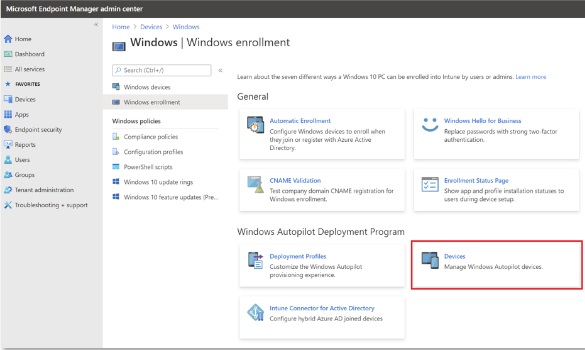 Microsoft Endpoint Manager admin center
«
Home
Dashboard
All services
FAVORITES
Devices
Apps
Endpoint security
Reports
Users
Groups
Tenant administration
Troubleshooting + support
Home > Devices > Windows
Windows | Windows enrollment
Search (Ctrl+/)
«
Windows devices
Windows enrollment
Windows policies
Compliance policies
Configuration profiles
PowerShell scripts
Windows 10 update rings
Windows 10 feature updates (Pre...
Learn about the seven different ways a Windows 10 PC can be enrolled into Intune by users or admins. Learn more
General
Automatic Enrollment
Configure Windows devices to enroll when
they join or register with Azure Active
Directory.
Windows Hello for Business
Replace passwords with strong two-factor
authentication.
CNAME Validation
Test company domain CNAME registration for
Windows enrollment.
Enrollment Status Page
Show app and profile installation statuses to
users during device setup.
Windows Autopilot Deployment Program
Deployment Profiles
Customize the Windows Autopilot
provisioning experience.
Devices
Manage Windows Autopilot devices.
Intune Connector for Active Directory
Configure hybrid Azure AD joined devices